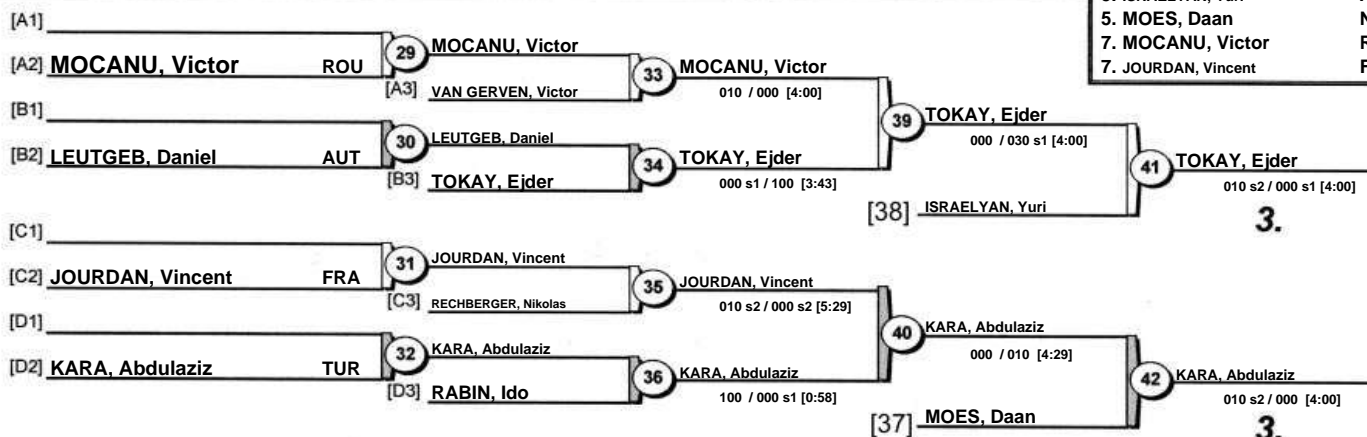 5. MOES, Daan N
7. MOCANU, Victor R
7. JOURDAN, Vincent F
[A1]
[A2] MOCANU, Victor ROU
29
MOCANU, Victor
[A3] VAN GERVEN, Victor
33
MOCANU, Victor
010 / 000 [4:00]
[B1]
[B2] LEUTGEB, Daniel AUT
30
LEUTGEB, Daniel
[B3] TOKAY, Ejder
34
TOKAY, Ejder
000 s1 / 100 [3:43]
39
TOKAY, Ejder
000 / 030 s1 [4:00]
[38] ISRAELYAN, Yuri
41
TOKAY, Ejder
010 s2 / 000 s1 [4:00]
3.
[C1]
[C2] JOURDAN, Vincent FRA
31
JOURDAN, Vincent
[C3] RECHBERGER, Nikolas
35
JOURDAN, Vincent
010 s2 / 000 s2 [5:29]
[D1]
[D2] KARA, Abdulaziz TUR
32
KARA, Abdulaziz
[D3] RABIN, Ido
36
KARA, Abdulaziz
100 / 000 s1 [0:58]
40
KARA, Abdulaziz
000 / 010 [4:29]
[37] MOES, Daan
42
KARA, Abdulaziz
010 s2 / 000 [4:00]
3.